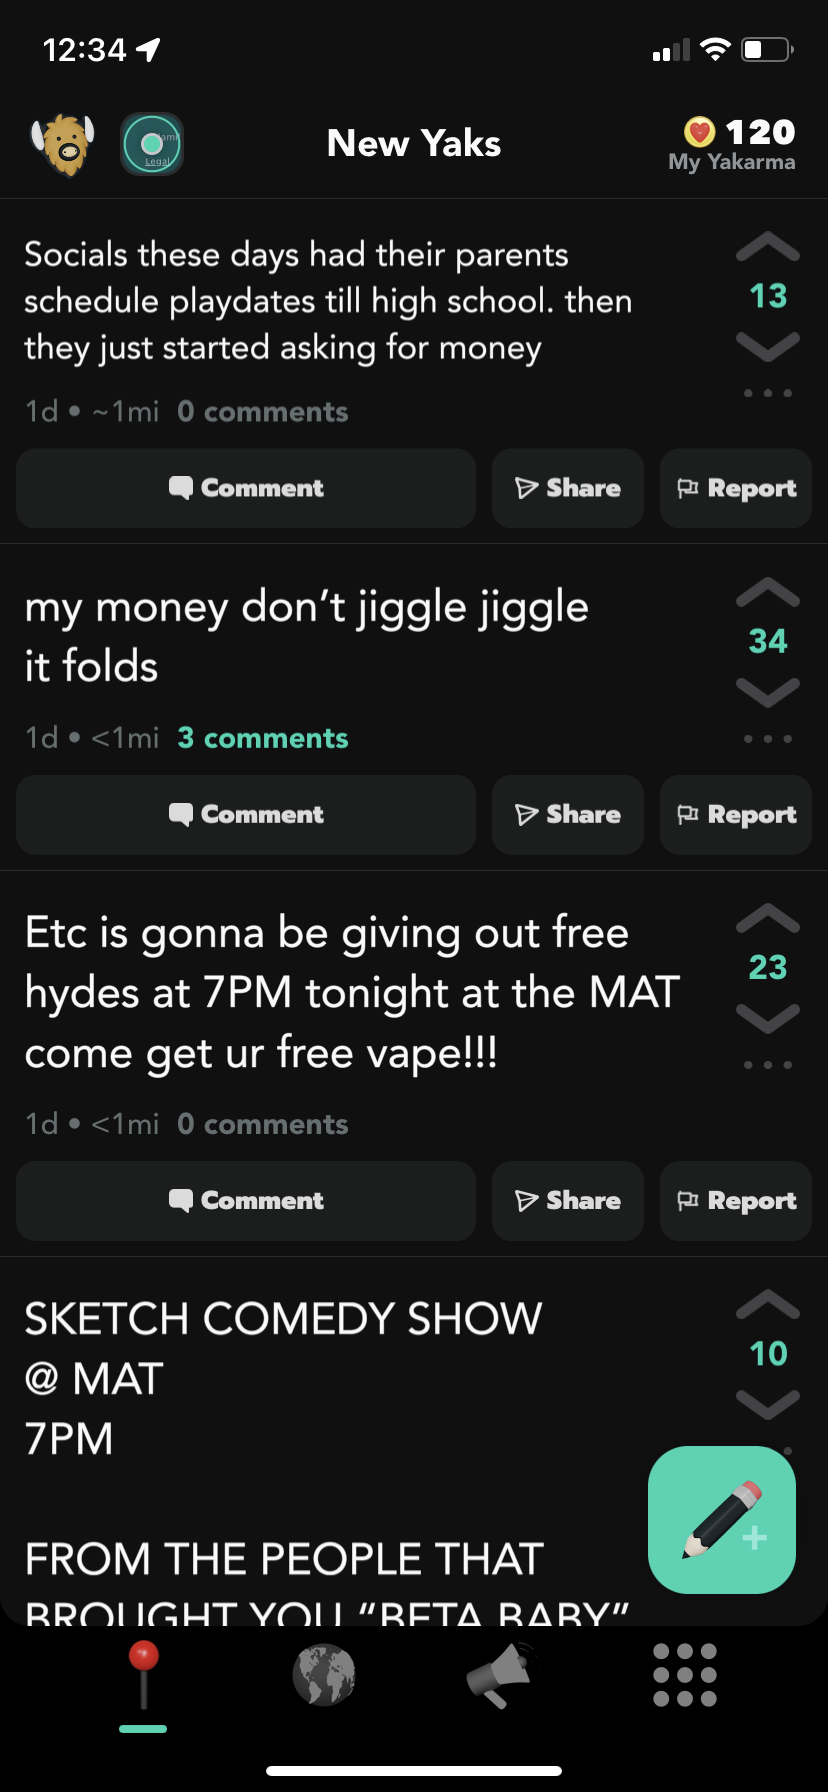 12:34
Legal
New Yaks
120
My Yakarma
Socials these days had their parents
schedule playdates till high school. then
they just started asking for money
13
1d • ~1mi 0 comments
Comment Share Report
my money don’t jiggle jiggle
it folds
34
1d • <1mi 3 comments
Comment Share Report
Etc is gonna be giving out free
hydes at 7PM tonight at the MAT
come get ur free vape!!!
23
1d • <1mi 0 comments
Comment Share Report
SKETCH COMEDY SHOW
@ MAT
7PM
10
FROM THE PEOPLE THAT
BROUGHT YOU “BETA BABY”